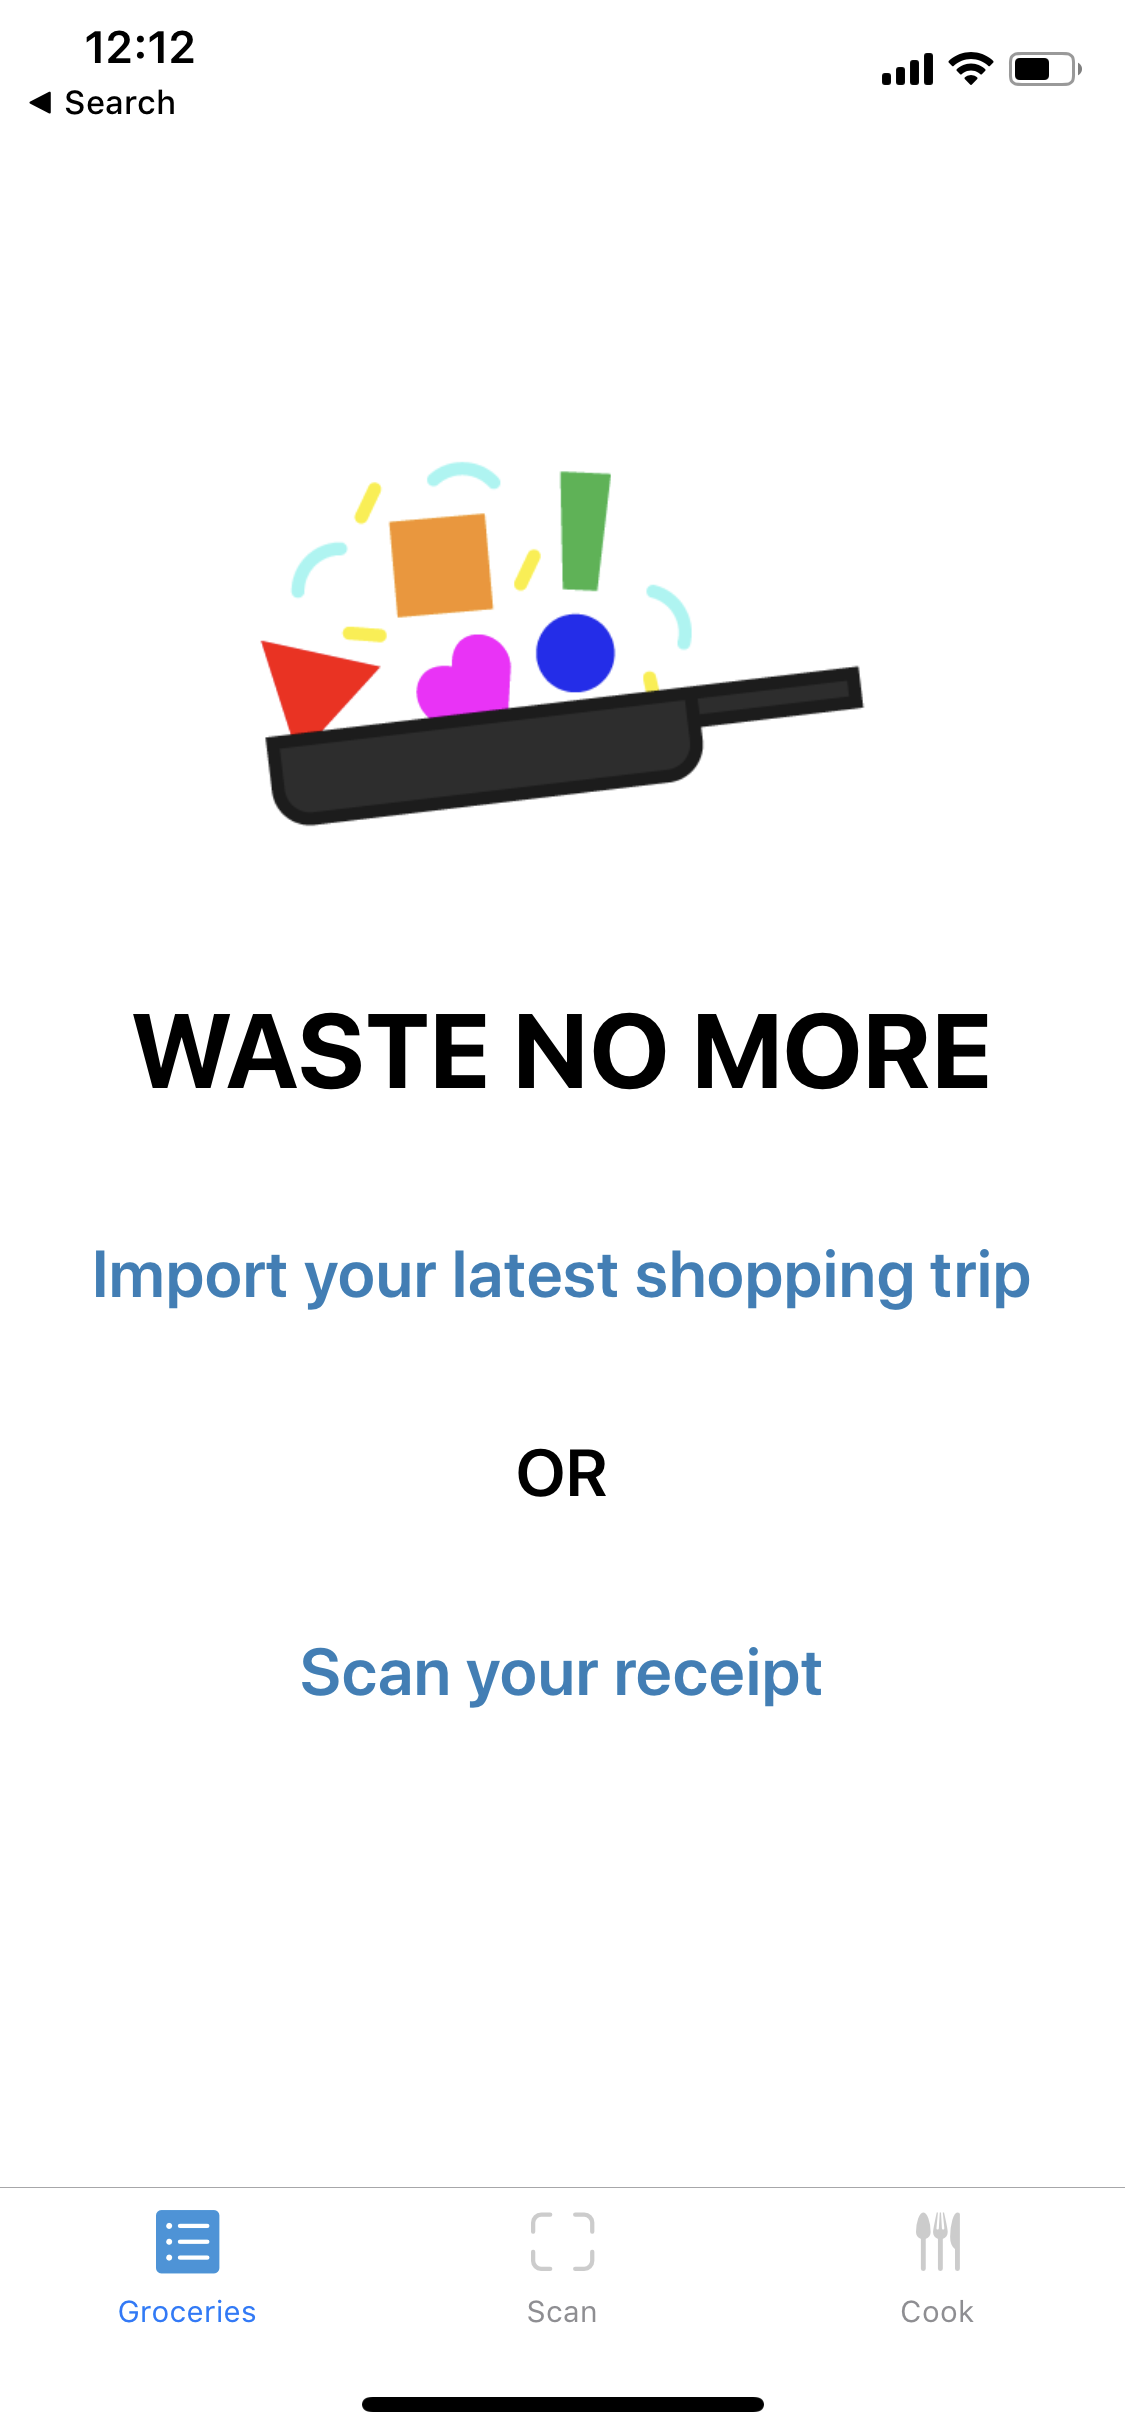 12:12
◀ Search
WASTE NO MORE
Import your latest shopping trip
OR
Scan your receipt
Groceries
Scan
Cook